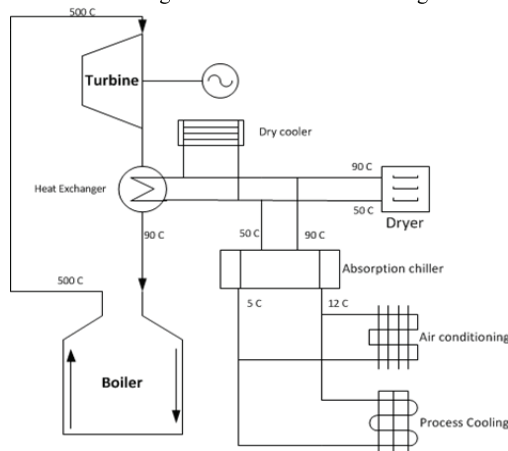 500 C
Turbine
Dry cooler
Heat Exchanger
90 C
50 C
Dryer
90 C
50 C
90 C
Absorption chiller
500 C
5 C
12 C
Air conditioning
Boiler
Process Cooling